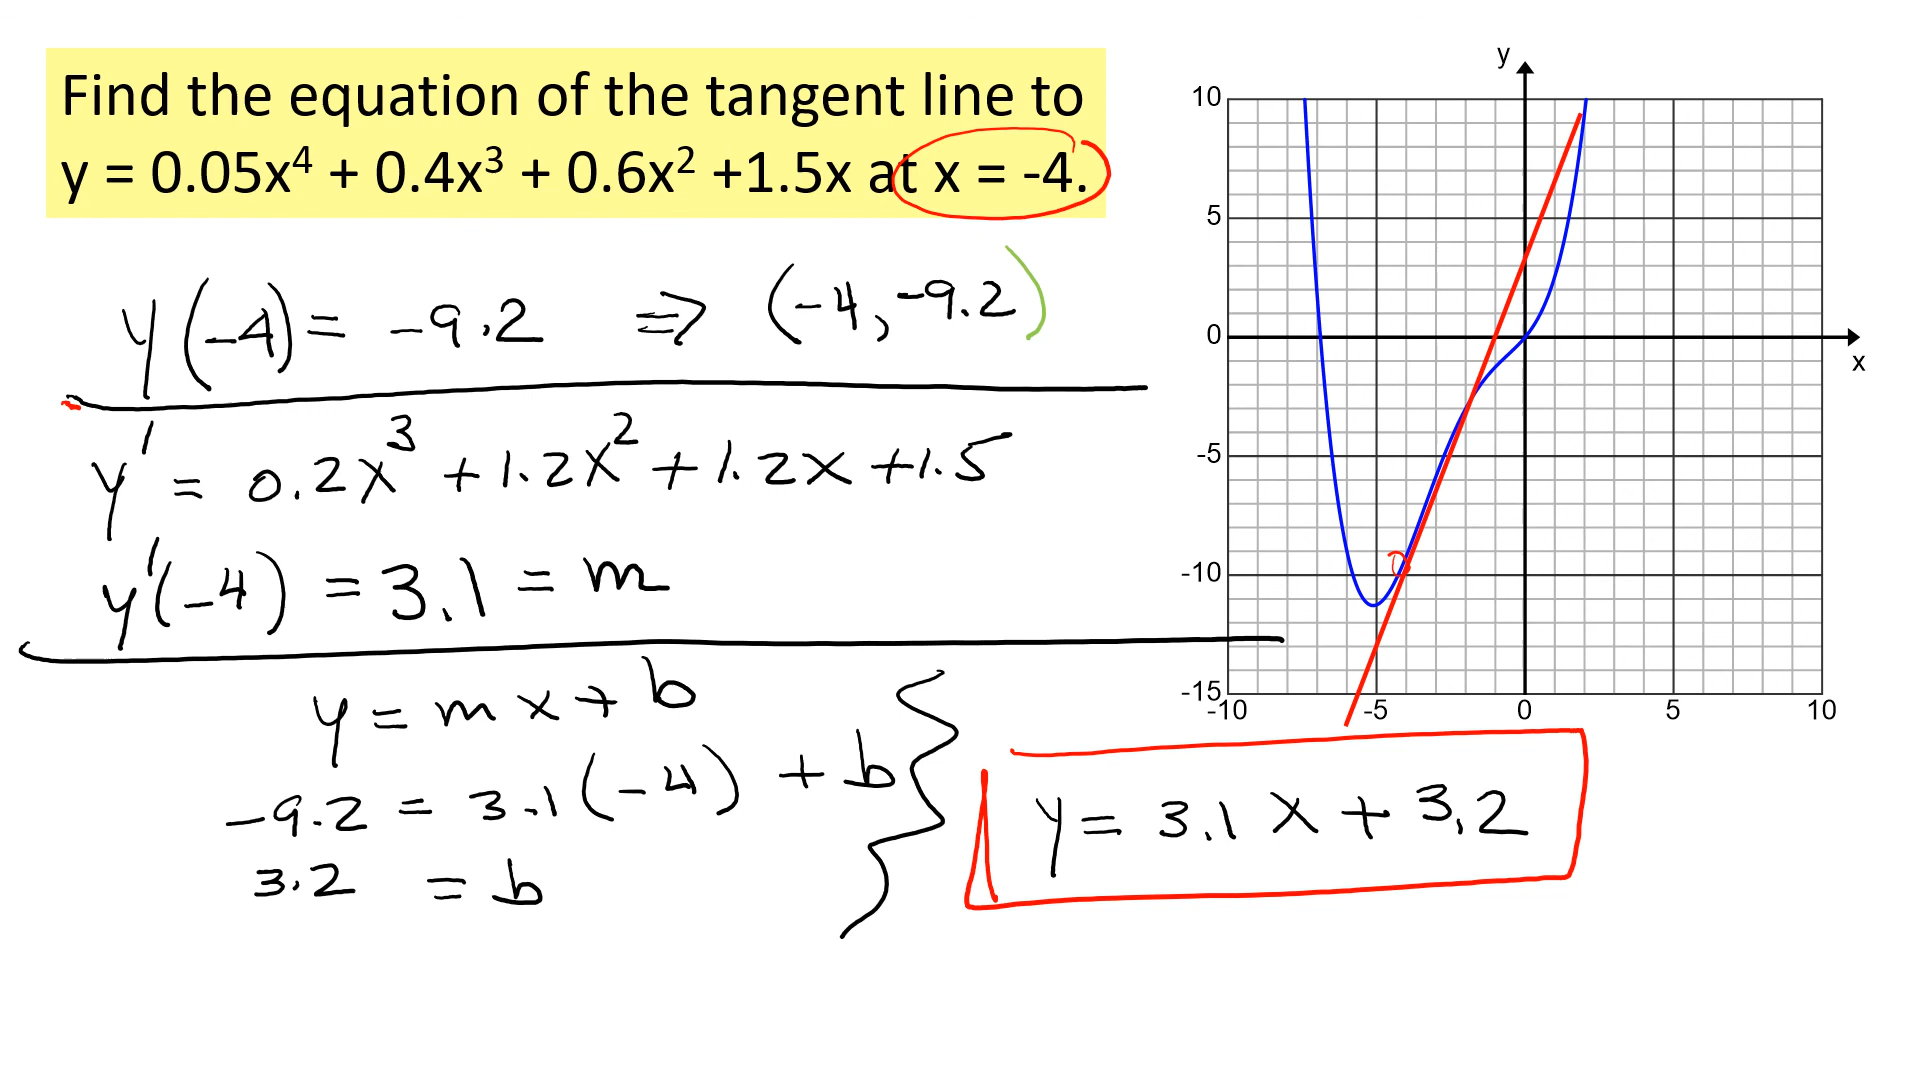 Find the equation of the tangent line to
y = 0.05x⁴ + 0.4x³ + 0.6x² +1.5x at x = -4.
y(-4) = -9.2 ⇒ (-4, -9.2)
y' = 0.2x³ + 1.2x² + 1.2x + 1.5
y'(-4) = 3.1 = m
y = mx + b
-9.2 = 3.1(-4) + b
3.2 = b
y = 3.1x + 3.2
y
10
5
0
-5
-10
-15
-10 -5 0 5 10
x